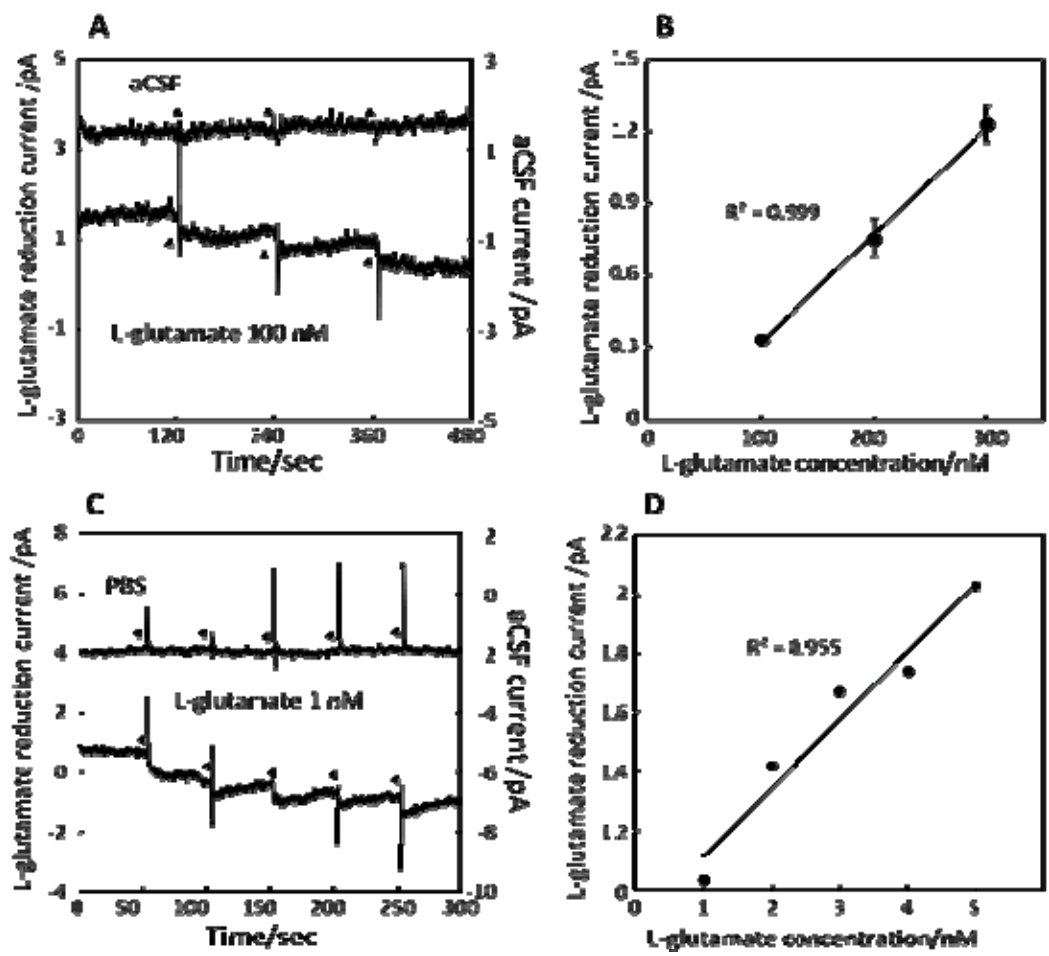 A
L-glutamate reduction current /pA
5
3
1
-1
-3
aCSF
L-glutamate 100 nM
3
1
-1
-3
-5
aCSF current /pA
0
120
240
360
480
Time/sec
B
L-glutamate reduction current /pA
1.5
1.2
0.9
0.6
0.3
0
R² = 0.999
0
100
200
300
L-glutamate concentration/nM
C
L-glutamate reduction current /pA
8
6
4
2
0
-2
-4
PBS
L-glutamate 1 nM
2
0
-2
-4
-6
-8
-10
aCSF current/pA
0
50
100
150
200
250
300
Time/sec
D
L-glutamate reduction current /pA
2.2
2
1.8
1.6
1.4
1.2
R² = 0.955
0
1
2
3
4
5
L-glutamate concentration/nM